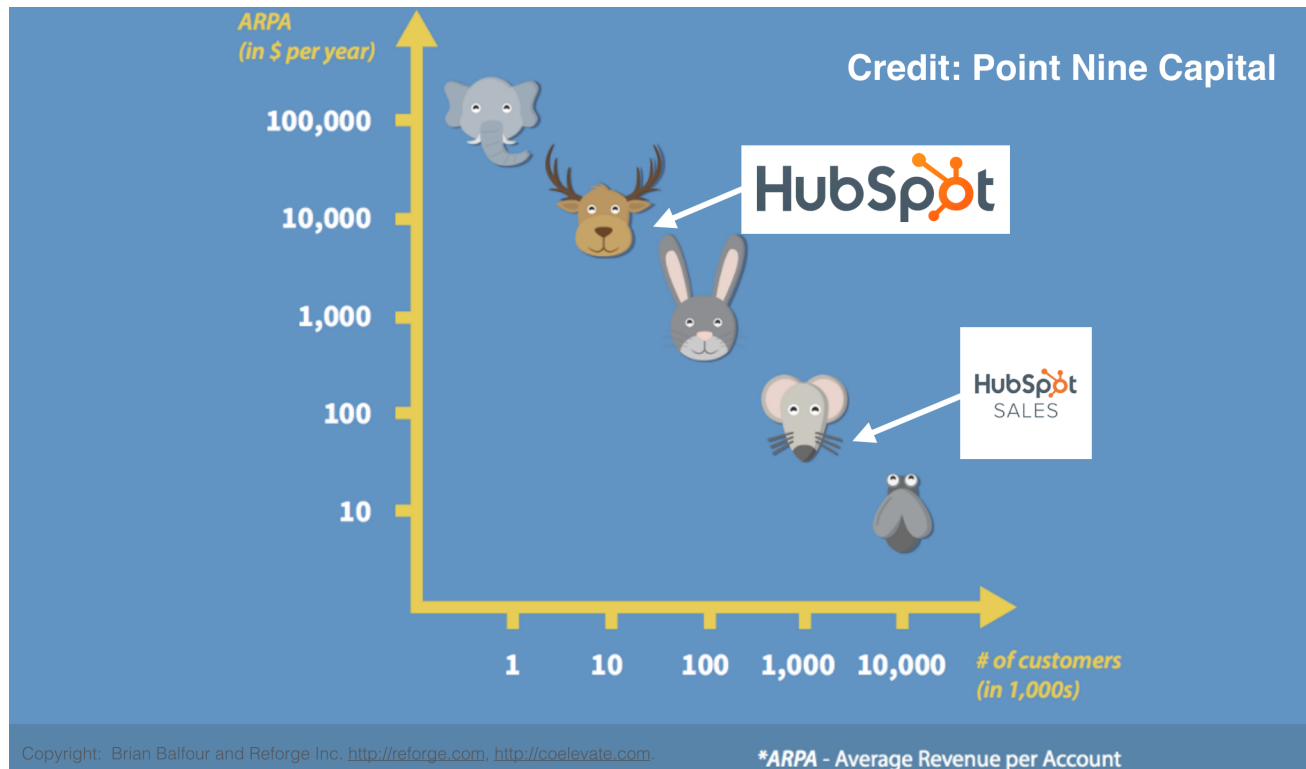 ARPA
(in $ per year)
Credit: Point Nine Capital
100,000
HubSpot
10,000
1,000
HubSpot
SALES
100
10
1 10 100 1,000 10,000
# of customers
(in 1,000s)
Copyright: Brian Balfour and Reforge Inc. http://reforge.com, http://coelevate.com.
*ARPA - Average Revenue per Account